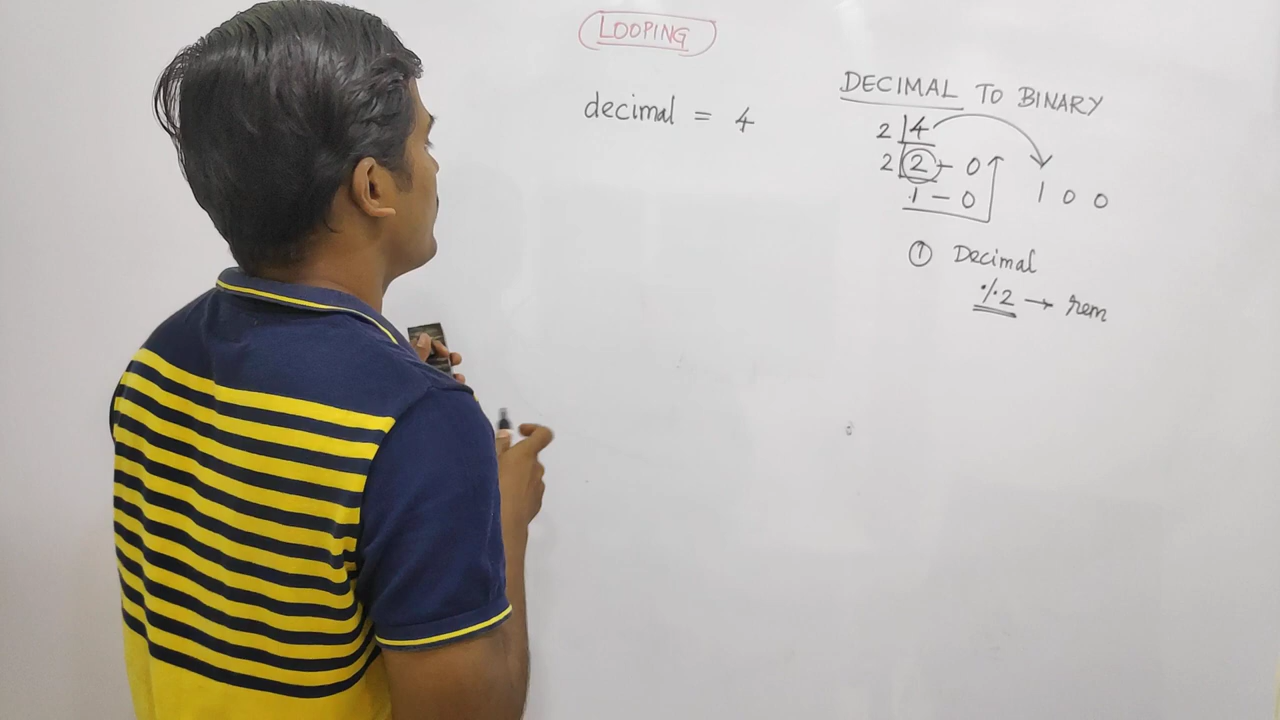 LOOPING
decimal = 4
DECIMAL TO BINARY
2 4
2 2 - 0
1 - 0
1 0 0
① Decimal
%2 → rem